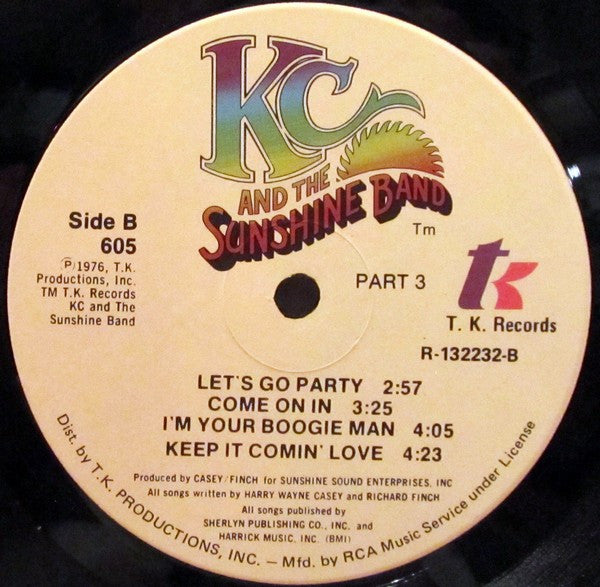 KC
AND THE
SUNSHINE BAND
Tm
Side B
605
Ⓟ1976, T.K.
Productions, Inc.
TM T.K. Records
KC and The
Sunshine Band
PART 3
tk
T. K. Records
R-132232-B
LET'S GO PARTY 2:57
COME ON IN 3:25
I'M YOUR BOOGIE MAN 4:05
KEEP IT COMIN' LOVE 4:23
Produced by CASEY/FINCH for SUNSHINE SOUND ENTERPRISES, INC
All songs written by HARRY WAYNE CASEY and RICHARD FINCH
All songs published by
SHERLYN PUBLISHING CO., INC. and
HARRICK MUSIC, INC. (BMI)
Dist. by T.K. PRODUCTIONS, INC. – Mfd. by RCA Music Service under License